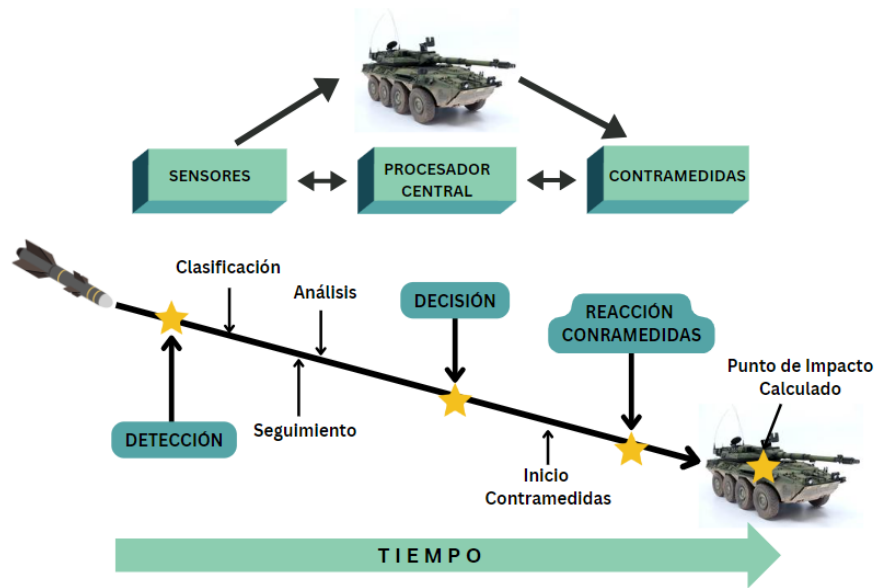 SENSORES
PROCESADOR
CENTRAL
CONTRAMEDIDAS
Clasificación
Análisis
DECISIÓN
REACCIÓN
CONRAMEDIDAS
Punto de Impacto
Calculado
DETECCIÓN
Seguimiento
Inicio
Contramedidas
TIEMPO